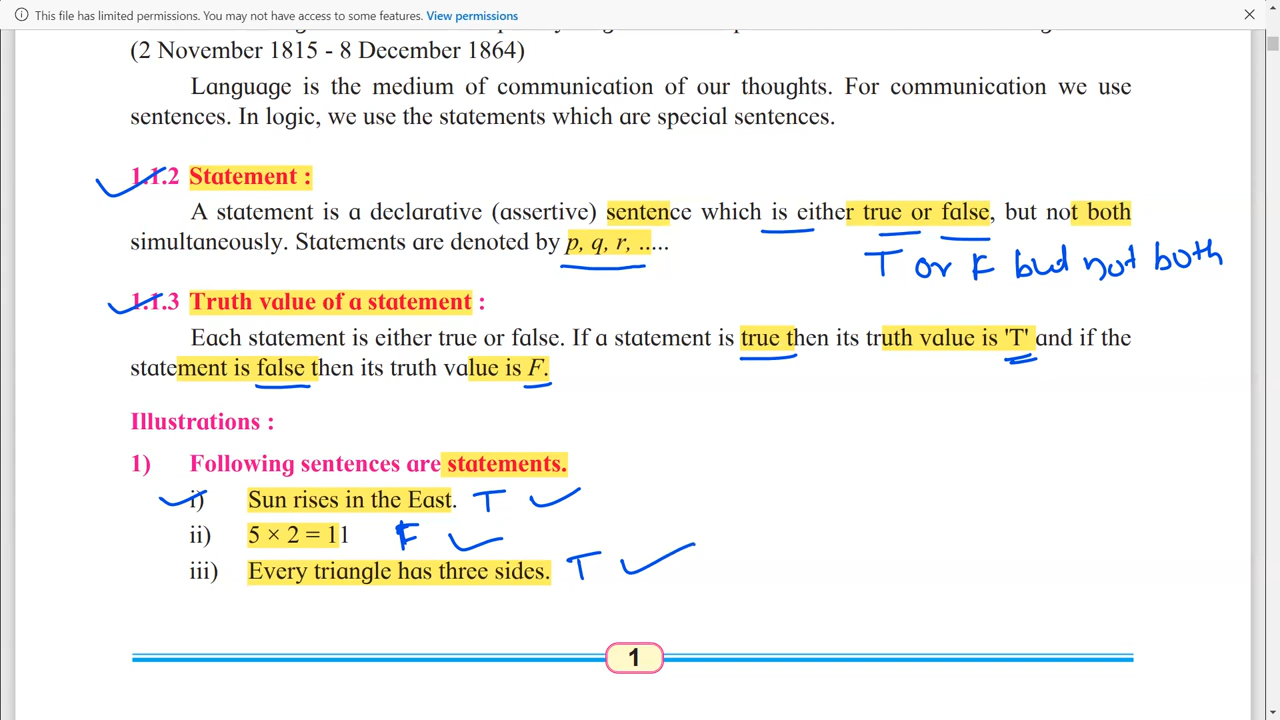 This file has limited permissions. You may not have access to some features. View permissions
(2 November 1815 - 8 December 1864)
Language is the medium of communication of our thoughts. For communication we use
sentences. In logic, we use the statements which are special sentences.
1.1.2 Statement :
A statement is a declarative (assertive) sentence which is either true or false, but not both
simultaneously. Statements are denoted by p, q, r, .....
T or F but not both
1.1.3 Truth value of a statement :
Each statement is either true or false. If a statement is true then its truth value is 'T' and if the
statement is false then its truth value is F.
Illustrations :
1) Following sentences are statements.
i) Sun rises in the East. T
ii) 5 × 2 = 11 F
iii) Every triangle has three sides. T
1